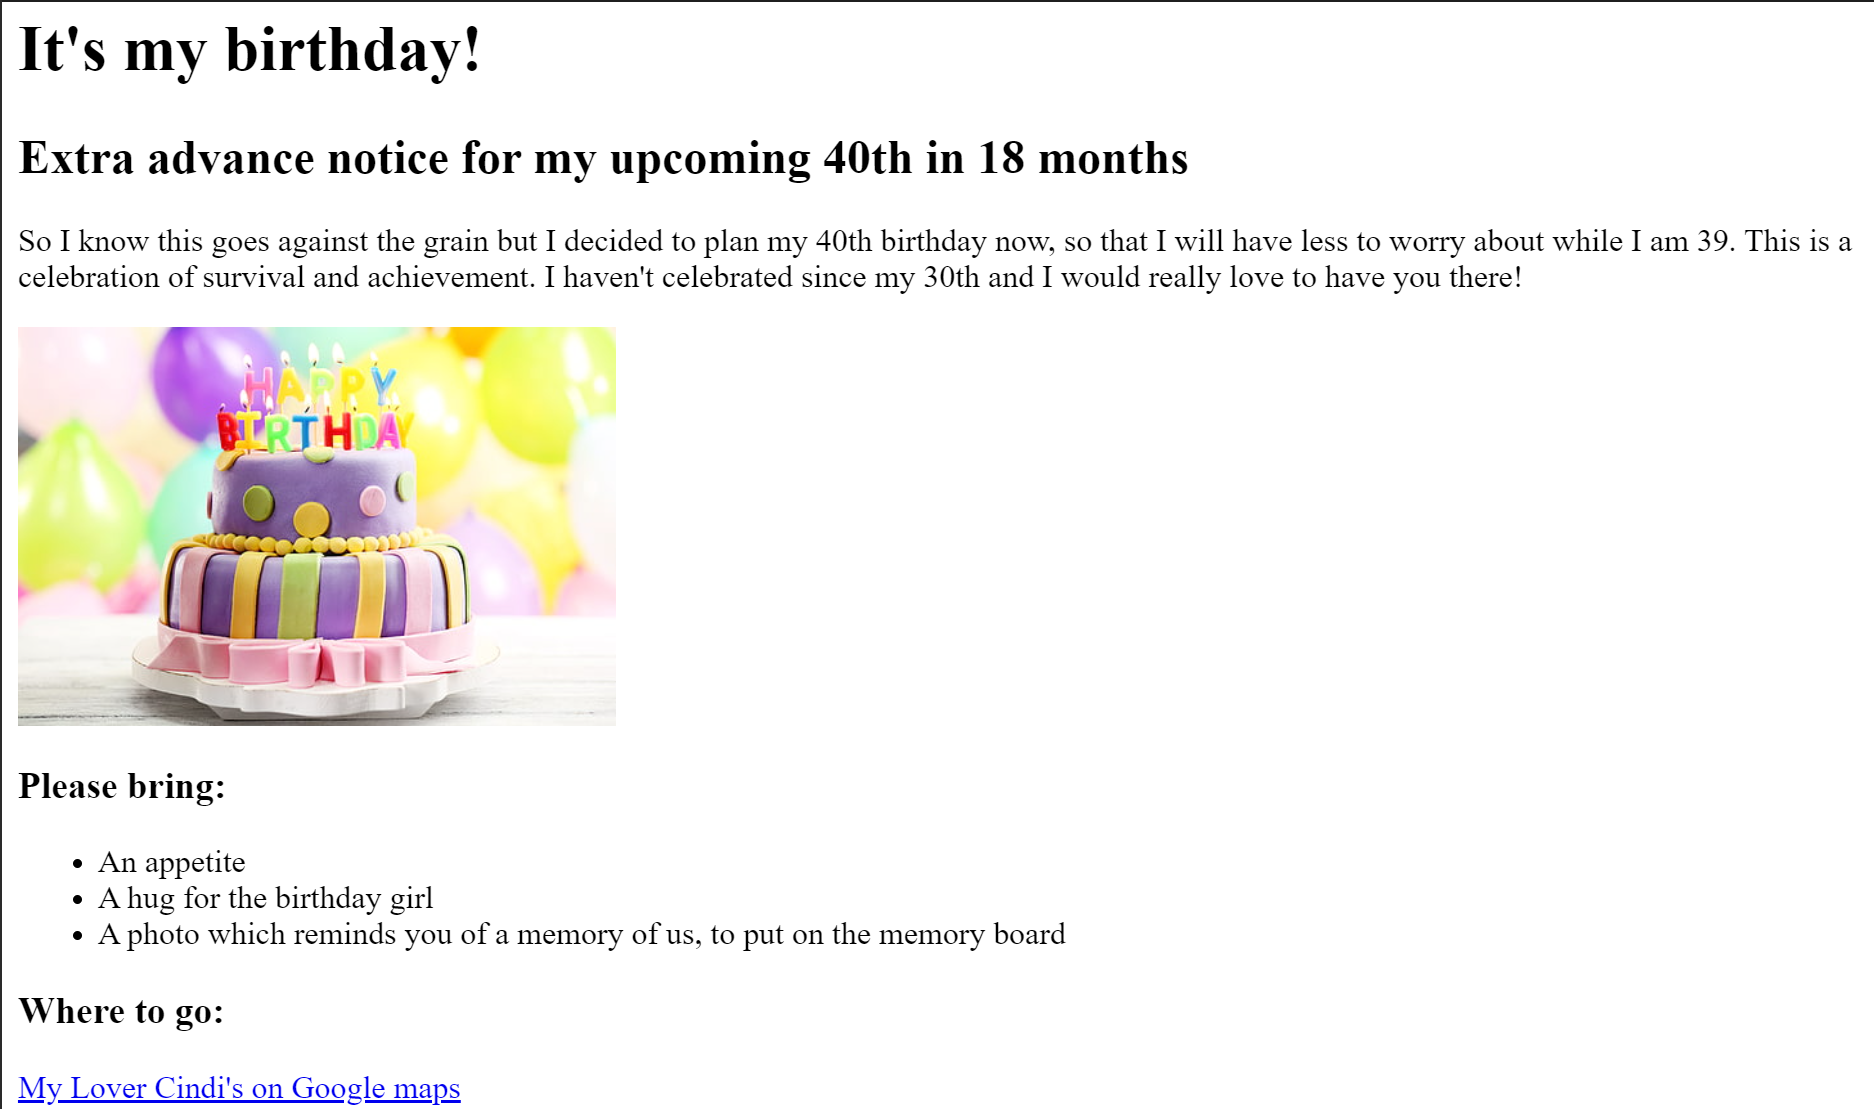 It's my birthday!
Extra advance notice for my upcoming 40th in 18 months
So I know this goes against the grain but I decided to plan my 40th birthday now, so that I will have less to worry about while I am 39. This is a
celebration of survival and achievement. I haven't celebrated since my 30th and I would really love to have you there!
HAPPY
BIRTHDAY
Please bring:
An appetite
A hug for the birthday girl
A photo which reminds you of a memory of us, to put on the memory board
Where to go:
My Lover Cindi's on Google maps